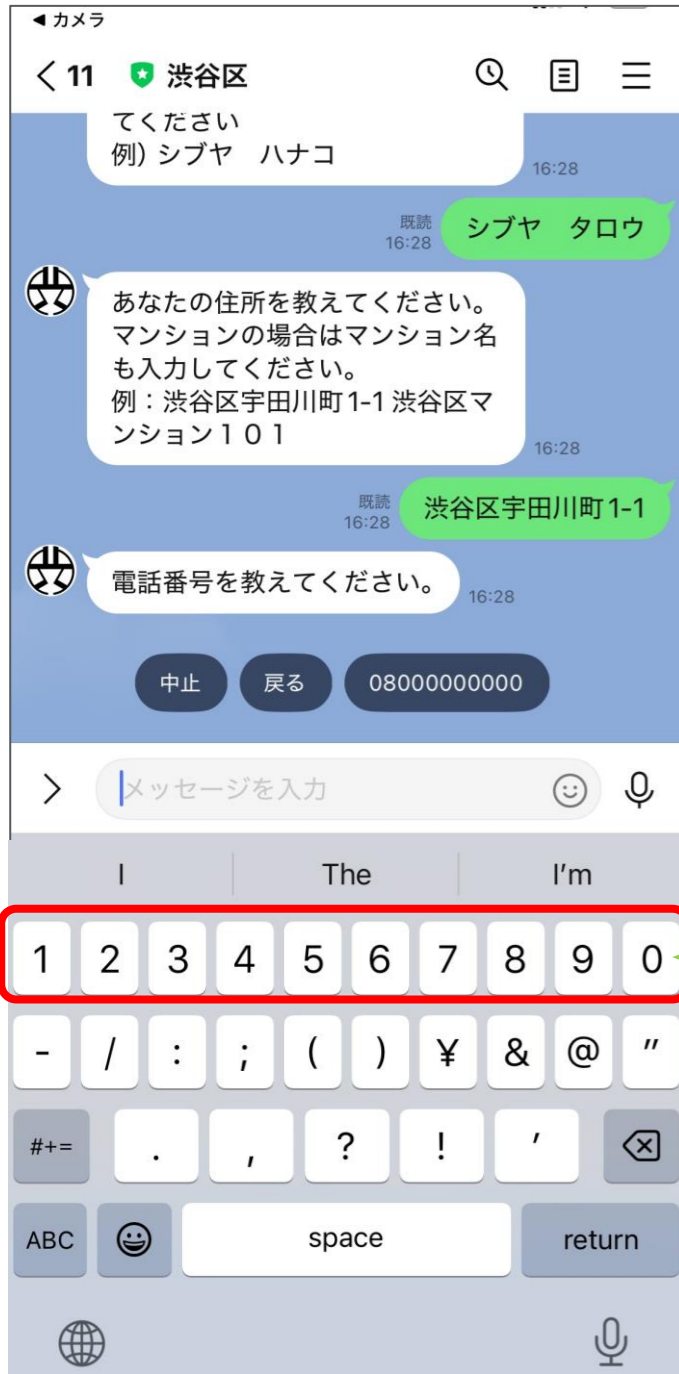 ◀ カメラ
11 渋谷区
てください
例) シブヤ　ハナコ
16:28
既読
16:28
シブヤ　タロウ
あなたの住所を教えてください。
マンションの場合はマンション名
も入力してください。
例：渋谷区宇田川町1-1 渋谷区マ
ンション１０１
16:28
既読
16:28
渋谷区宇田川町1-1
電話番号を教えてください。
16:28
中止 戻る 08000000000
メッセージを入力
I The I'm
1 2 3 4 5 6 7 8 9 0
- / : ; ( ) ¥ & @ "
#+= . , ? ! '
ABC space return